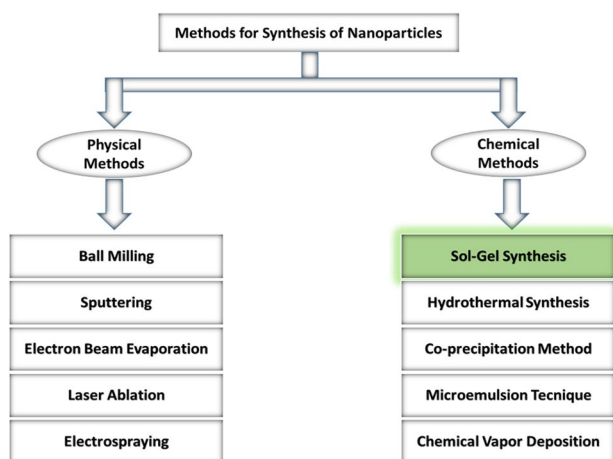 Methods for Synthesis of Nanoparticles
Physical
Methods
Chemical
Methods
Ball Milling
Sputtering
Electron Beam Evaporation
Laser Ablation
Electrospraying
Sol-Gel Synthesis
Hydrothermal Synthesis
Co-precipitation Method
Microemulsion Tecnique
Chemical Vapor Deposition